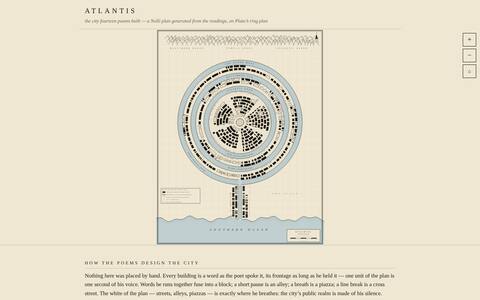 ATLANTIS
the city fourteen poems built — a Nolli plan generated from the readings, on Plato's ring plan
+
−
SOUTHERN OCEAN
HOW THE POEMS DESIGN THE CITY
Nothing here was placed by hand. Every building is a word as the poet spoke it, its frontage as long as he held it — one unit of the plan is
one second of his voice. Words he runs together fuse into a block; a short pause is an alley; a breath is a piazza; a line break is a cross
street. The white of the plan — streets, alleys, piazzas — is exactly where he breathes: the city's public realm is made of his silence.